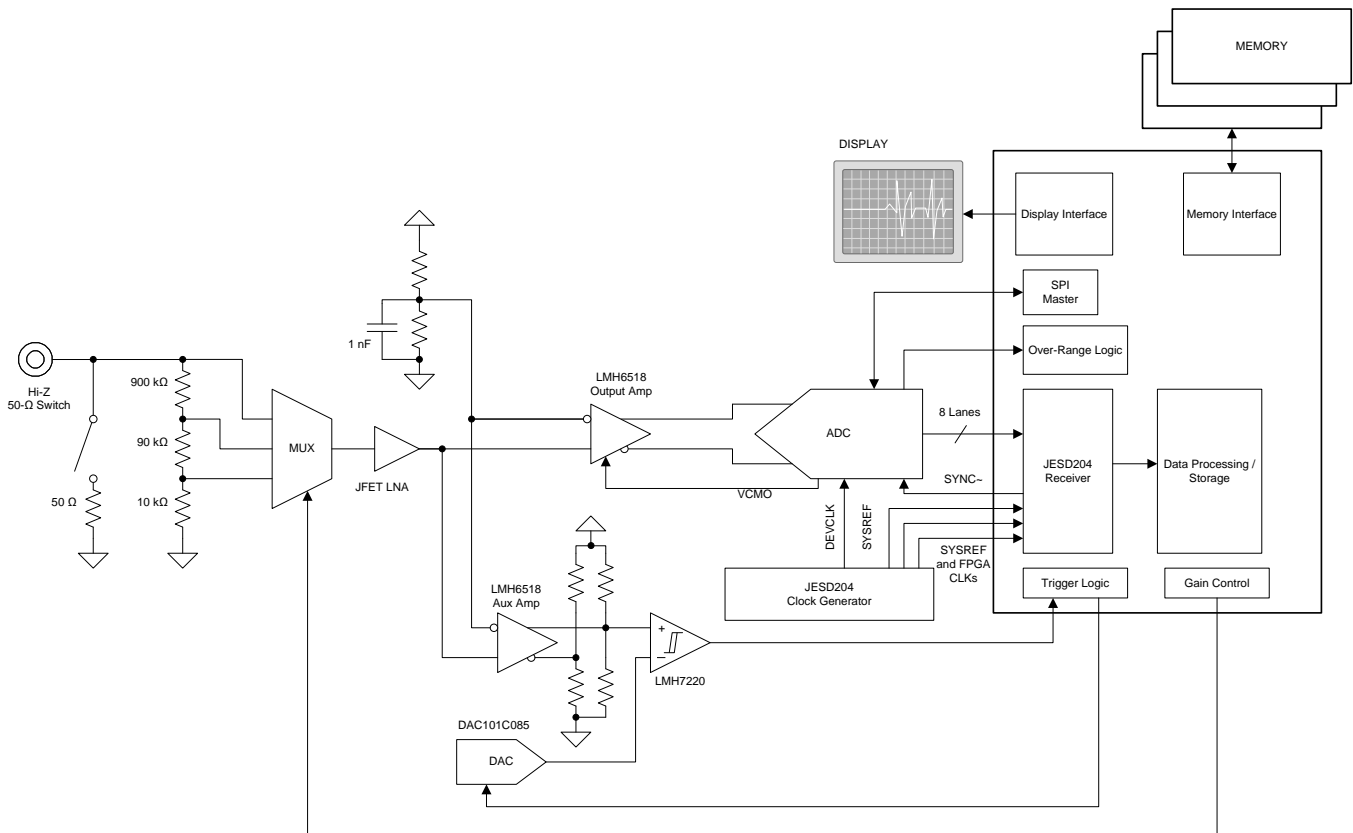 MEMORY
DISPLAY
Display Interface
Memory Interface
SPI
Master
1 nF
Over-Range Logic
Hi-Z
50-Ω Switch
900 kΩ
90 kΩ
10 kΩ
50 Ω
MUX
JFET LNA
LMH6518
Output Amp
ADC
8 Lanes
VCMO
SYNC~
JESD204
Receiver
Data Processing /
Storage
DEVCLK
SYSREF
SYSREF
and FPGA
CLKs
JESD204
Clock Generator
Trigger Logic
Gain Control
LMH6518
Aux Amp
+
–
LMH7220
DAC101C085
DAC